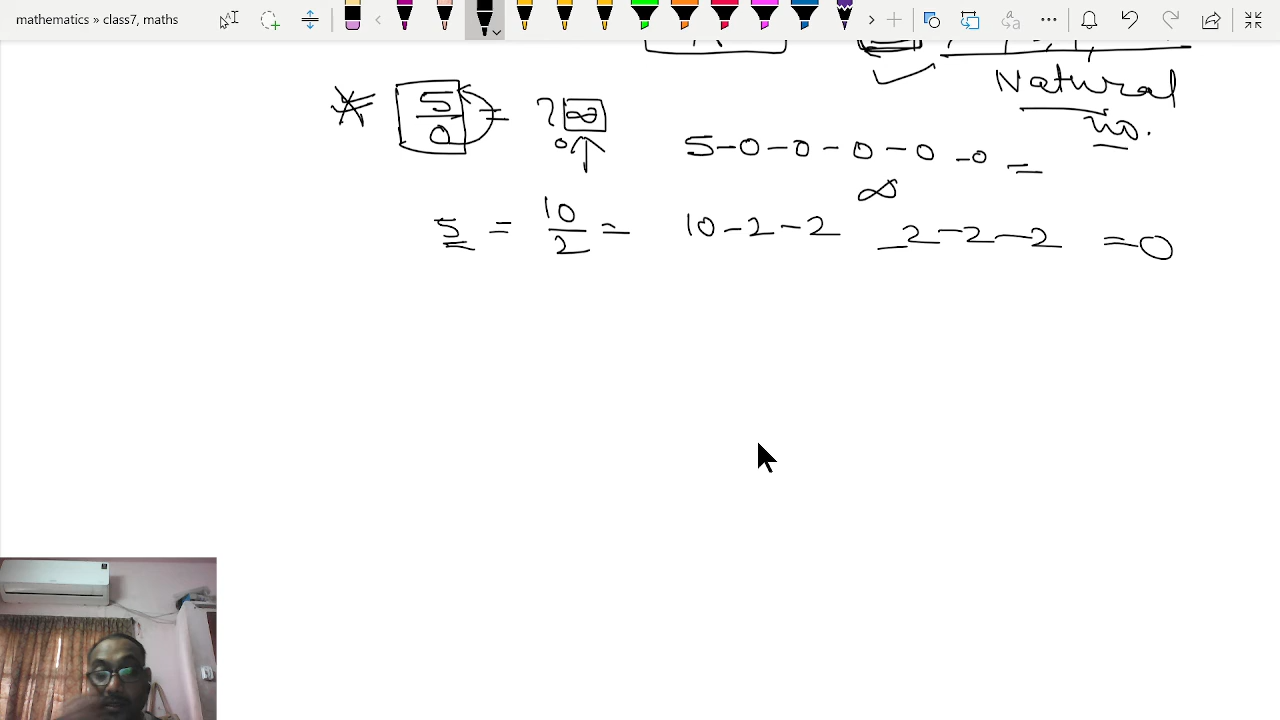 mathematics » class7, maths
Natural
no.
5/0 = ? ∞
0
5-0-0-0-0-0 =
∞
5 = 10/2 = 10-2-2 -2-2-2 =0